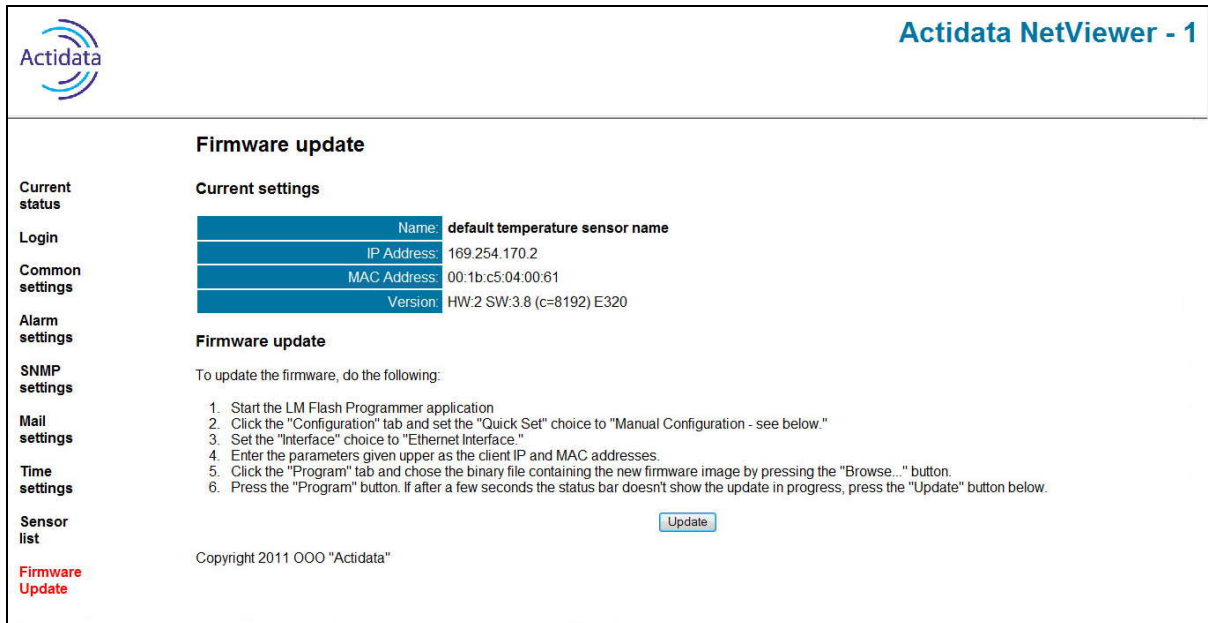 Actidata
Actidata NetViewer - 1
Firmware update
Current
status
Login
Common
settings
Alarm
settings
SNMP
settings
Mail
settings
Time
settings
Sensor
list
Firmware
Update
Current settings
Name: default temperature sensor name
IP Address: 169.254.170.2
MAC Address: 00:1b:c5:04:00:61
Version: HW:2 SW:3.8 (c=8192) E320
Firmware update
To update the firmware, do the following:
1. Start the LM Flash Programmer application
2. Click the "Configuration" tab and set the "Quick Set" choice to "Manual Configuration - see below."
3. Set the "Interface" choice to "Ethernet Interface."
4. Enter the parameters given upper as the client IP and MAC addresses.
5. Click the "Program" tab and chose the binary file containing the new firmware image by pressing the "Browse..." button.
6. Press the "Program" button. If after a few seconds the status bar doesn't show the update in progress, press the "Update" button below.
Update
Copyright 2011 OOO "Actidata"